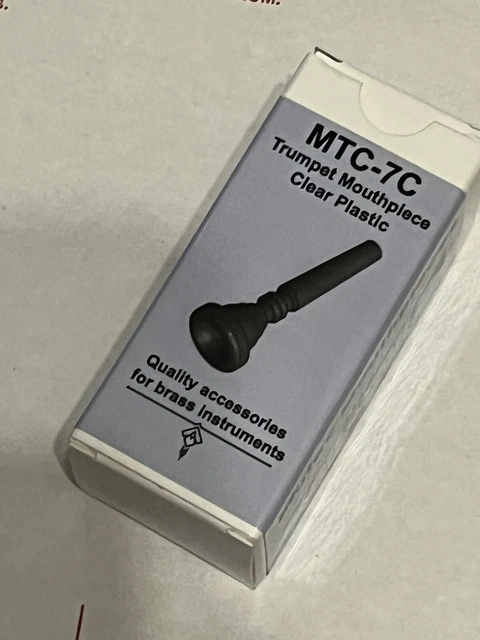 MTC-7C
Trumpet Mouthpiece
Clear Plastic
Quality accessories
for brass instruments